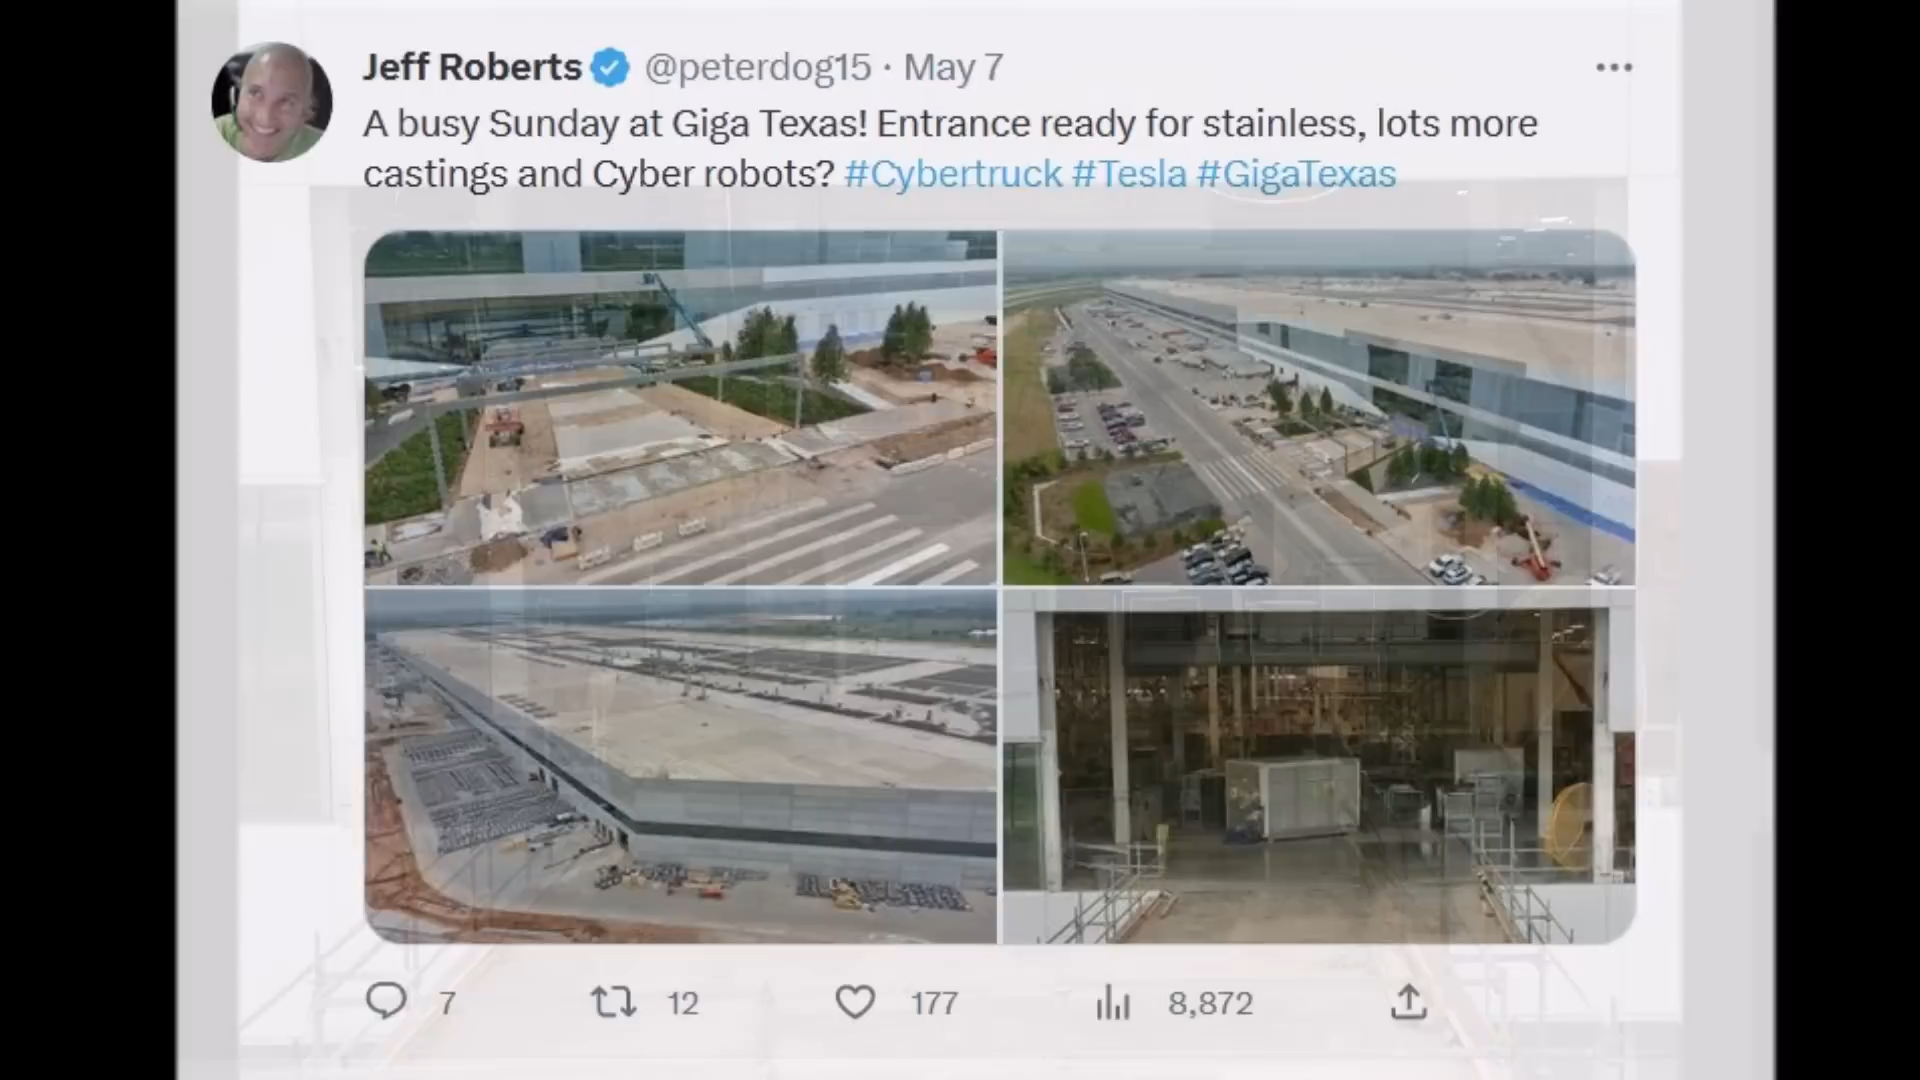 Jeff Roberts @peterdog15 · May 7
A busy Sunday at Giga Texas! Entrance ready for stainless, lots more
castings and Cyber robots? #Cybertruck #Tesla #GigaTexas
7 12 177 8,872